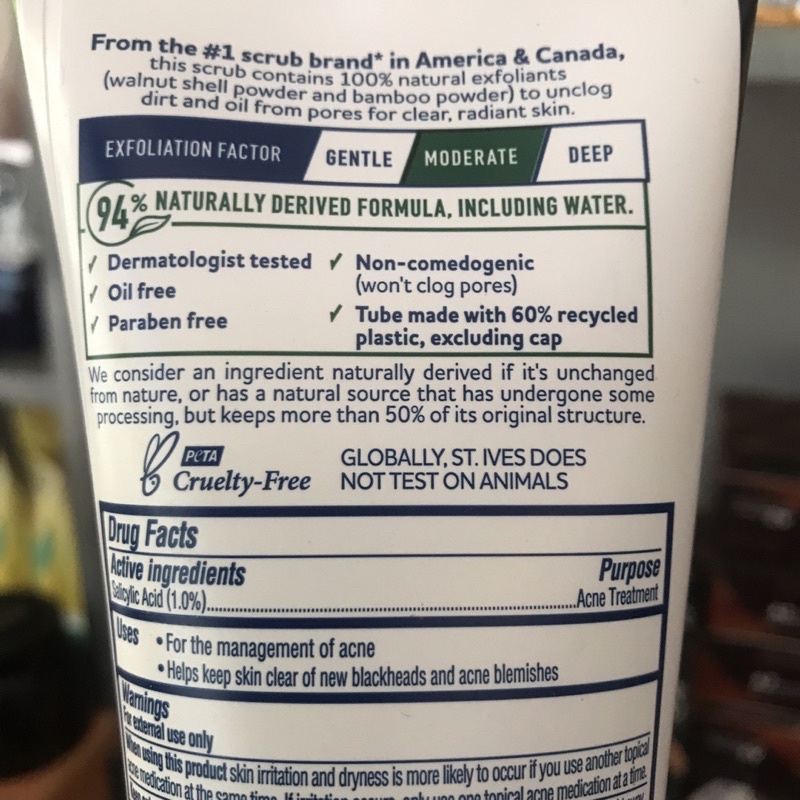 From the #1 scrub brand* in America & Canada,
this scrub contains 100% natural exfoliants
(walnut shell powder and bamboo powder) to unclog
dirt and oil from pores for clear, radiant skin.
EXFOLIATION FACTOR GENTLE MODERATE DEEP
94% NATURALLY DERIVED FORMULA, INCLUDING WATER.
✓ Dermatologist tested ✓ Non-comedogenic
✓ Oil free (won't clog pores)
✓ Paraben free ✓ Tube made with 60% recycled
plastic, excluding cap
We consider an ingredient naturally derived if it's unchanged
from nature, or has a natural source that has undergone some
processing, but keeps more than 50% of its original structure.
PETA GLOBALLY, ST. IVES DOES
Cruelty-Free NOT TEST ON ANIMALS
Drug Facts
Active ingredients Purpose
Salicylic Acid (1.0%)..........Acne Treatment
Uses • For the management of acne
• Helps keep skin clear of new blackheads and acne blemishes
Warnings
For external use only
When using this product skin irritation and dryness is more likely to occur if you use another topical
acne medication at the same time. If irritation occurs, only use one topical acne medication at a time.